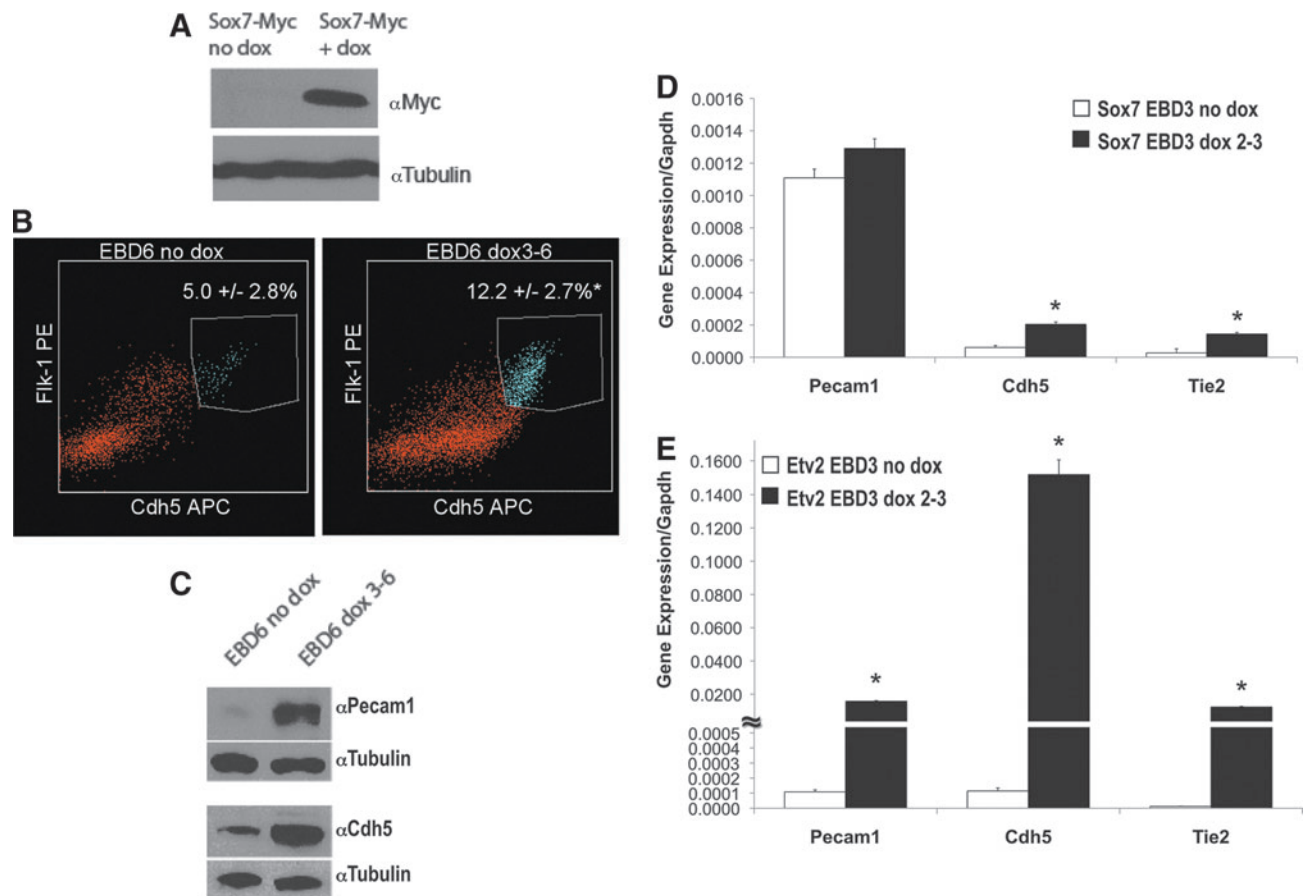 A
Sox7-Myc no dox
Sox7-Myc + dox
αMyc
αTubulin
B
EBD6 no dox
5.0 +/- 2.8%
Flk-1 PE
Cdh5 APC
EBD6 dox3-6
12.2 +/- 2.7%*
Flk-1 PE
Cdh5 APC
C
EBD6 no dox
EBD6 dox 3-6
αPecam1
αTubulin
αCdh5
αTubulin
D
Gene Expression/Gapdh
0.0016
0.0014
0.0012
0.0010
0.0008
0.0006
0.0004
0.0002
0.0000
Sox7 EBD3 no dox
Sox7 EBD3 dox 2-3
*
*
Pecam1
Cdh5
Tie2
E
Gene Expression/Gapdh
0.1600
0.1400
0.1200
0.1000
0.0800
0.0600
0.0400
0.0200
0.0005
0.0004
0.0003
0.0002
0.0001
0.0000
Etv2 EBD3 no dox
Etv2 EBD3 dox 2-3
*
*
*
Pecam1
Cdh5
Tie2